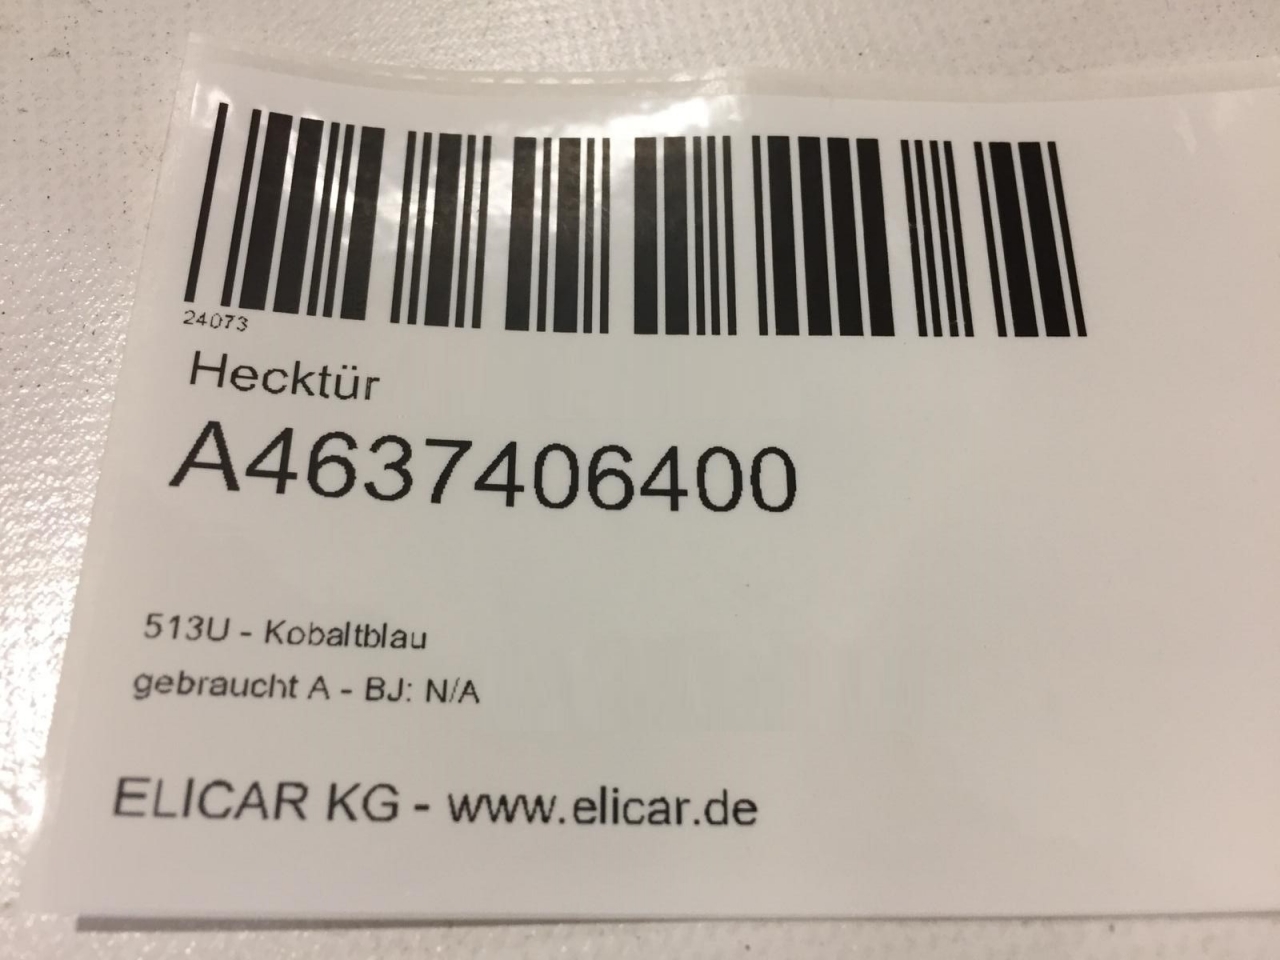 24073
Hecktür
A4637406400
513U - Kobaltblau
gebraucht A - BJ: N/A
ELICAR KG - www.elicar.de